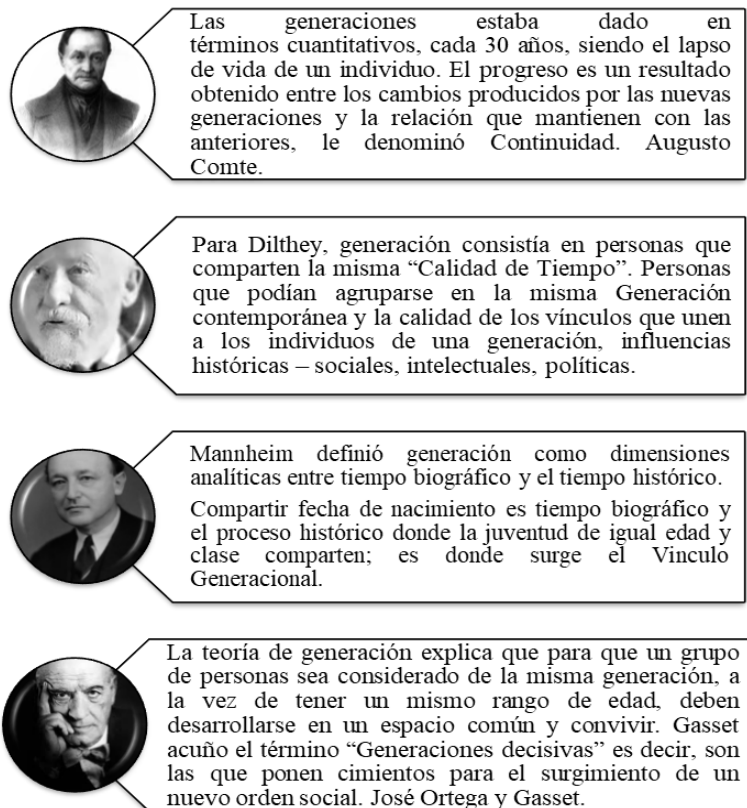 Las generaciones estaba dado en
términos cuantitativos, cada 30 años, siendo el lapso
de vida de un individuo. El progreso es un resultado
obtenido entre los cambios producidos por las nuevas
generaciones y la relación que mantienen con las
anteriores, le denominó Continuidad. Augusto
Comte.
Para Dilthey, generación consistía en personas que
comparten la misma “Calidad de Tiempo”. Personas
que podían agruparse en la misma Generación
contemporánea y la calidad de los vínculos que unen
a los individuos de una generación, influencias
históricas – sociales, intelectuales, políticas.
Mannheim definió generación como dimensiones
analíticas entre tiempo biográfico y el tiempo histórico.
Compartir fecha de nacimiento es tiempo biográfico y
el proceso histórico donde la juventud de igual edad y
clase comparten; es donde surge el Vinculo
Generacional.
La teoría de generación explica que para que un grupo
de personas sea considerado de la misma generación, a
la vez de tener un mismo rango de edad, deben
desarrollarse en un espacio común y convivir. Gasset
acuño el término “Generaciones decisivas” es decir, son
las que ponen cimientos para el surgimiento de un
nuevo orden social. José Ortega y Gasset.